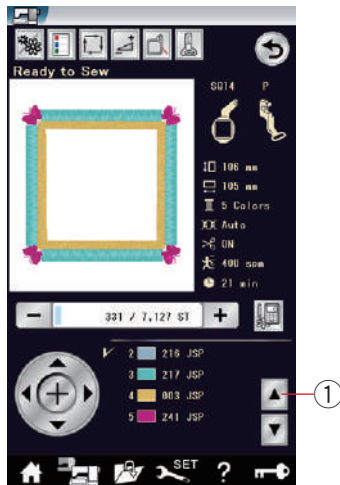 Ready to Sew
SQ14 P
106 mm
105 mm
5 Colors
Auto
ON
400 spm
21 min
331 / 7,127 ST
2 216 JSP
3 217 JSP
4 003 JSP
5 241 JSP
1
SET
?